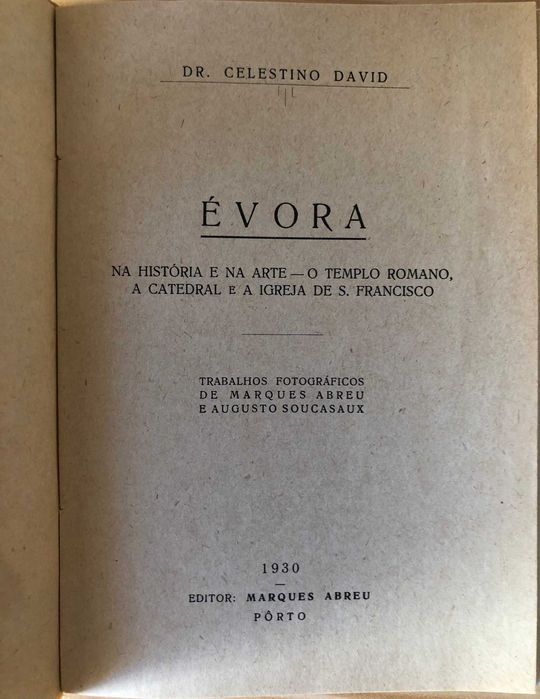 DR. CELESTINO DAVID
ÉVORA
NA HISTÓRIA E NA ARTE — O TEMPLO ROMANO,
A CATEDRAL E A IGREJA DE S. FRANCISCO
TRABALHOS FOTOGRÁFICOS
DE MARQUES ABREU
E AUGUSTO SOUCASAUX
1930
—
EDITOR: MARQUES ABREU
PÔRTO